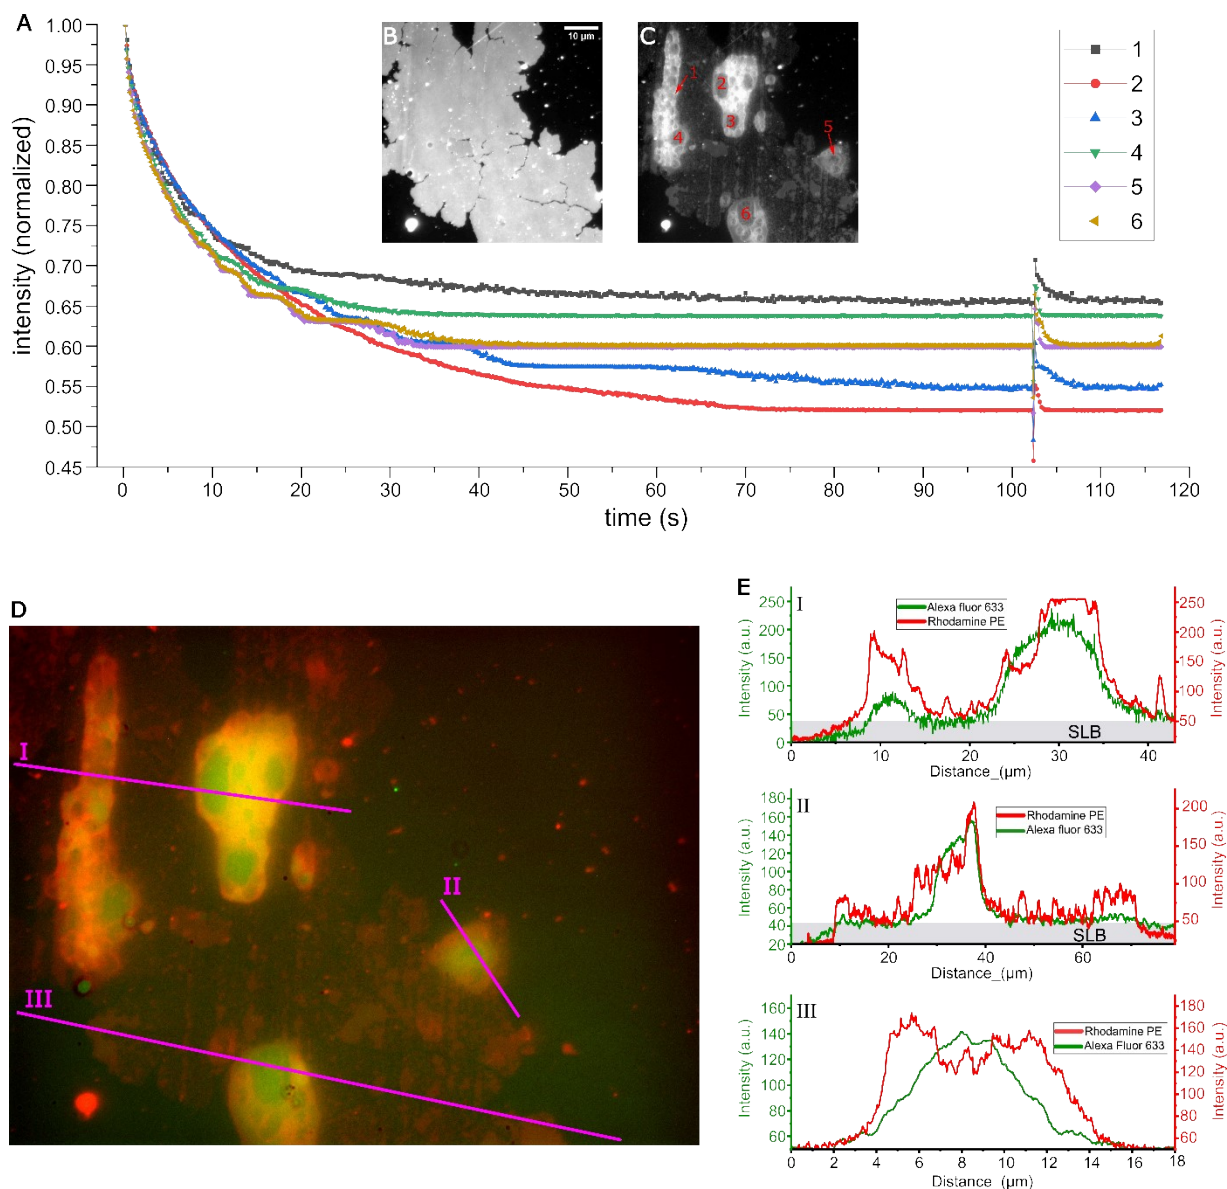 A
intensity (normalized)
1.00
0.95
0.90
0.85
0.80
0.75
0.70
0.65
0.60
0.55
0.50
0.45
0 10 20 30 40 50 60 70 80 90 100 110 120
time (s)
B
10 µm
C
1
2
3
4
5
6
1
2
3
4
5
6
D
I
II
III
E
I
Alexa fluor 633
Rhodamine PE
Intensity (a.u.)
250
200
150
100
50
0
250
200
150
100
50
Intensity (a.u.)
SLB
0 10 20 30 40
Distance_(µm)
II
Rhodamine PE
Alexa fluor 633
Intensity (a.u.)
180
160
140
120
100
80
60
40
20
200
150
100
50
Intensity (a.u.)
SLB
0 20 40 60
Distance_(µm)
III
Rhodamine PE
Alexa Fluor 633
Intensity (a.u.)
160
140
120
100
80
60
180
160
140
120
100
80
60
Intensity (a.u.)
0 2 4 6 8 10 12 14 16 18
Distance_(µm)